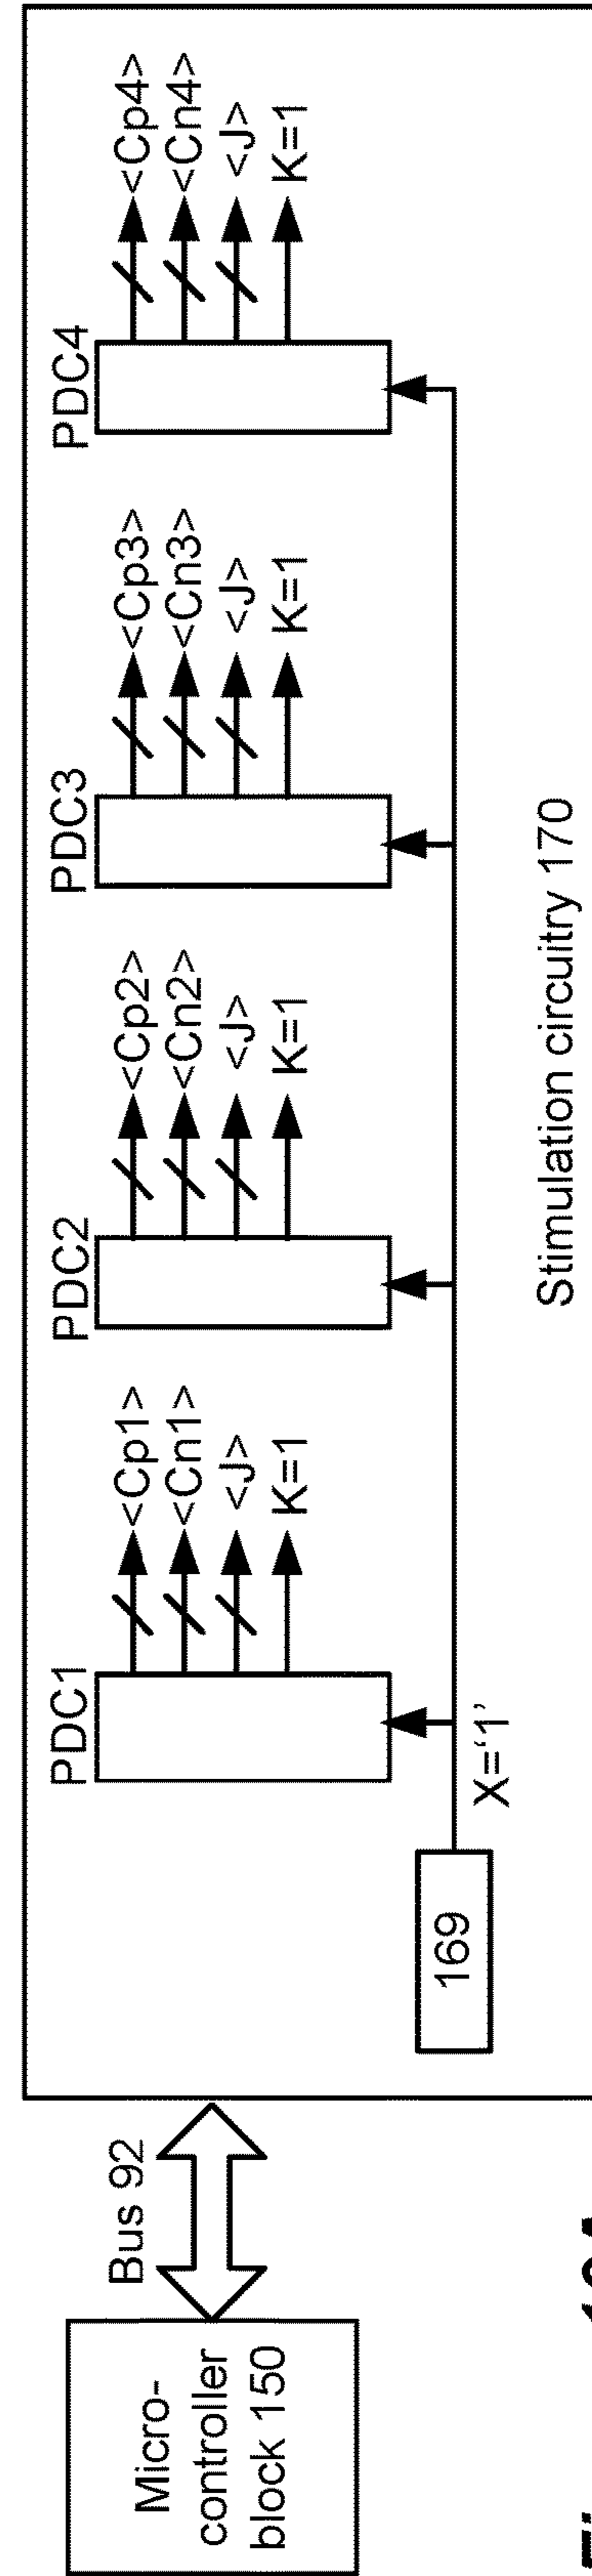 Micro-
controller
block 150
Bus 92
169
X='1'
PDC1
<Cp1>
<Cn1>
<J>
K=1
PDC2
<Cp2>
<Cn2>
<J>
K=1
PDC3
<Cp3>
<Cn3>
<J>
K=1
PDC4
<Cp4>
<Cn4>
<J>
K=1
Stimulation circuitry 170